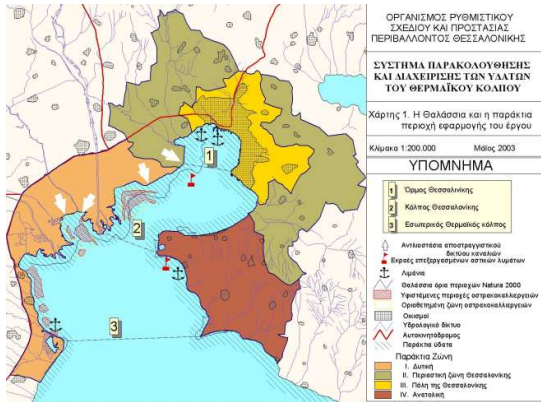 ΟΡΓΑΝΙΣΜΟΣ ΡΥΘΜΙΣΤΙΚΟΥ
ΣΧΕΔΙΟΥ ΚΑΙ ΠΡΟΣΤΑΣΙΑΣ
ΠΕΡΙΒΑΛΛΟΝΤΟΣ ΘΕΣΣΑΛΟΝΙΚΗΣ
ΣΥΣΤΗΜΑ ΠΑΡΑΚΟΛΟΥΘΗΣΗΣ
ΚΑΙ ΔΙΑΧΕΙΡΙΣΗΣ ΤΩΝ ΥΔΑΤΩΝ
ΤΟΥ ΘΕΡΜΑΪΚΟΥ ΚΟΛΠΟΥ
Χάρτης 1. Η Θαλάσσια και η παράκτια
περιοχή εφαρμογής του έργου
Κλίμακα 1:200.000 Μάϊος 2003
ΥΠΟΜΝΗΜΑ
1 Όρμος Θεσσαλινίκης
2 Κόλπος Θεσσαλονίκης
3 Εσωτερικός Θερμαϊκός κόλπος
Αντλιοστάσια αποστραγγιστικού
δικτύου καναλιών
Εκροές επεξεργασμένων αστικών λυμάτων
Λιμάνια
Θαλάσσια όρια περιοχών Natura 2000
Υφιστάμενες περιοχές οστρακοκαλλιεργειών
Οριοθετημένη ζώνη οστρακοκαλλιεργειών
Οικισμοί
Υδρολογικό δίκτυο
Αυτοκινητόδρομος
Παράκτια ύδατα
Παράκτια Ζώνη
I. Δυτική
II. Περιαστική ζώνη Θεσσαλονίκης
III. Πόλη της Θεσσαλονίκης
IV. Ανατολική
1
2
3